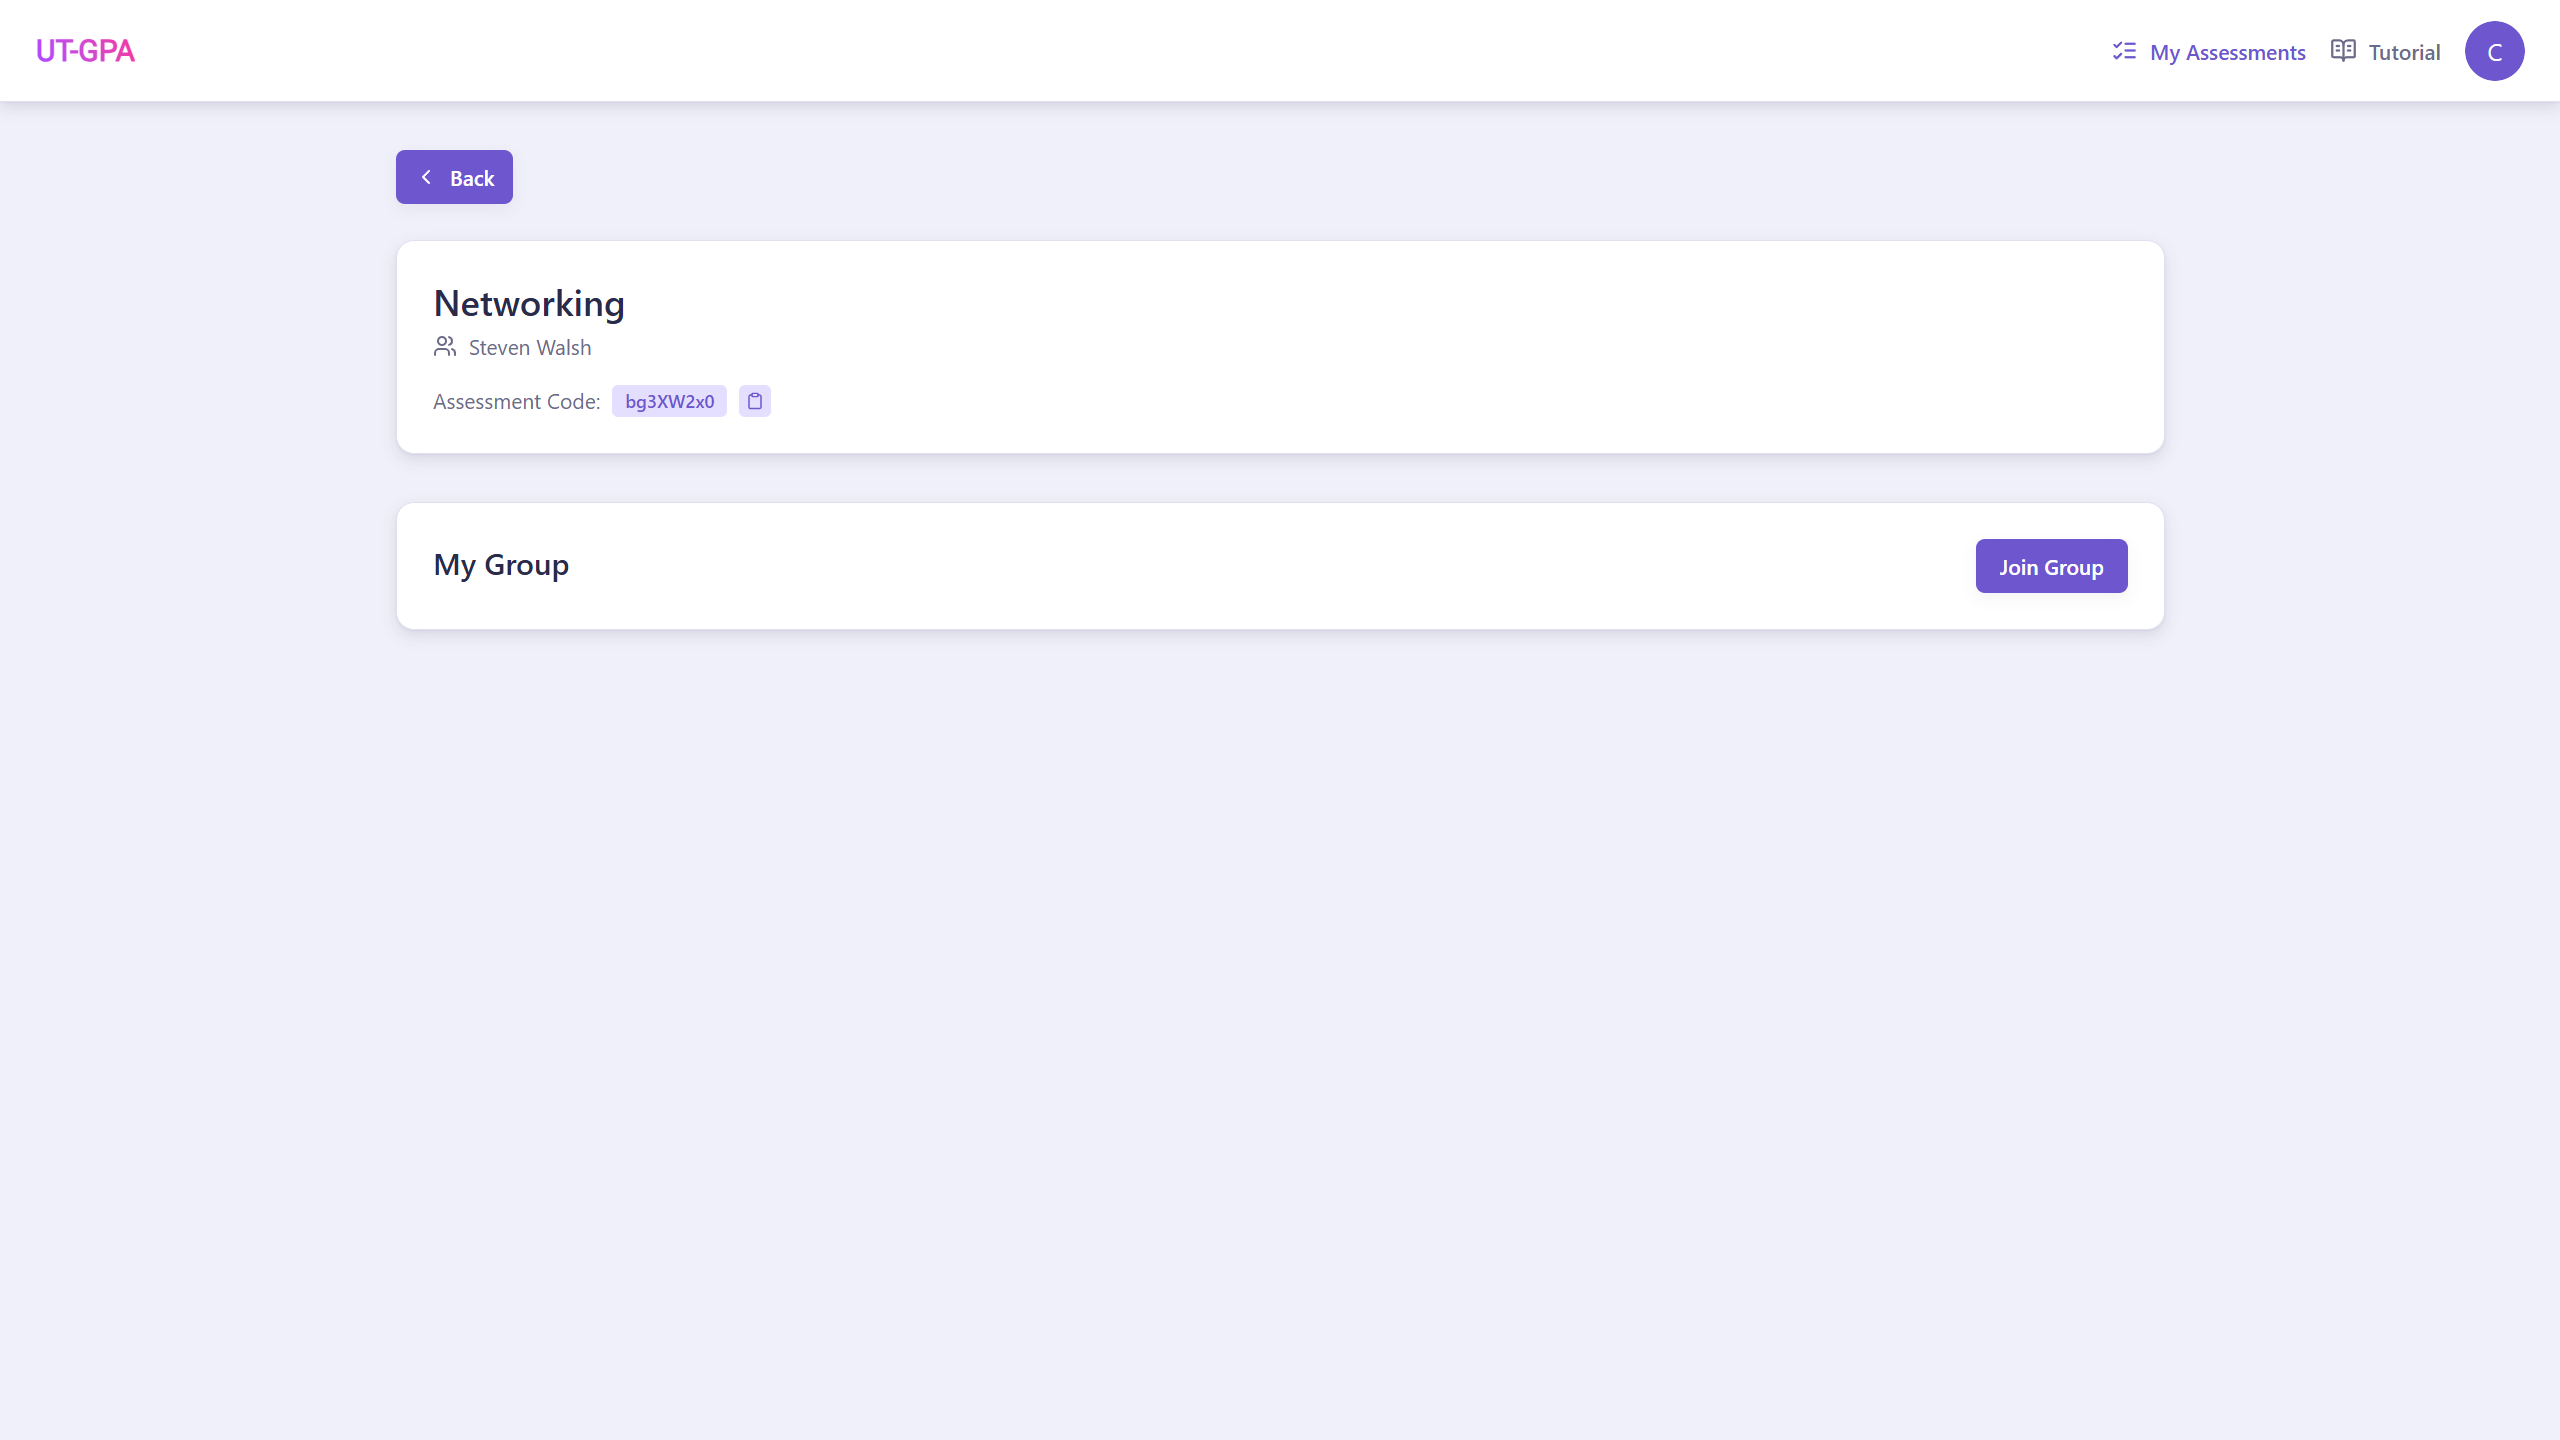 UT-GPA
My Assessments
Tutorial
C
Back
Networking
Steven Walsh
Assessment Code: bg3XW2x0
My Group
Join Group